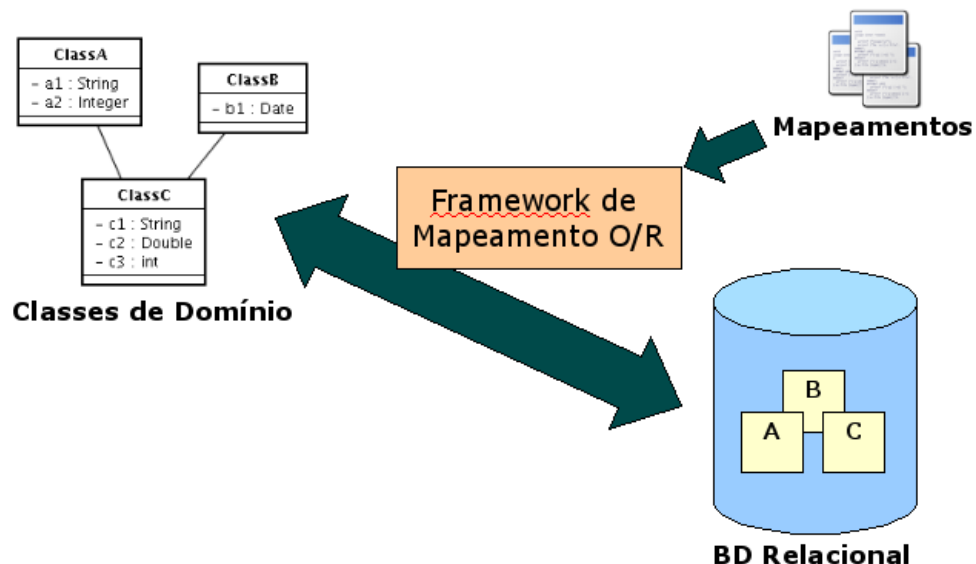 ClassA
- a1 : String
- a2 : Integer
ClassB
- b1 : Date
ClassC
- c1 : String
- c2 : Double
- c3 : int
Classes de Domínio
Mapeamentos
Framework de
Mapeamento O/R
B
A
C
BD Relacional